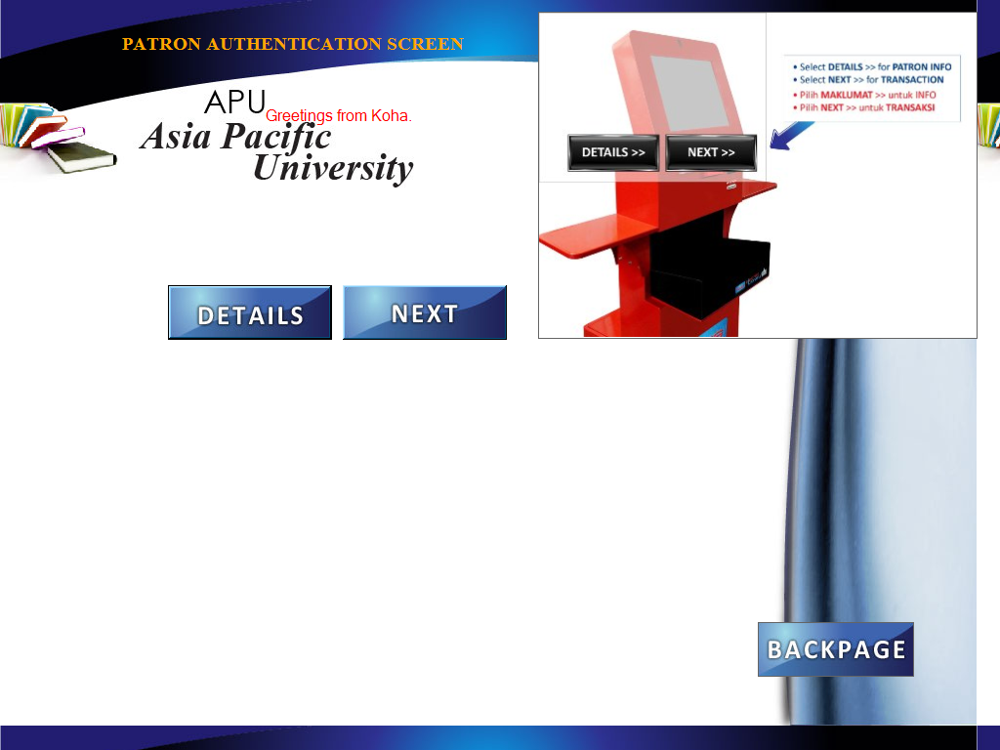 PATRON AUTHENTICATION SCREEN
APU
Greetings from Koha.
Asia Pacific
University
• Select DETAILS >> for PATRON INFO
• Select NEXT >> for TRANSACTION
• Pilih MAKLUMAT >> untuk INFO
• Pilih NEXT >> untuk TRANSAKSI
DETAILS >>
NEXT >>
DETAILS
NEXT
BACKPAGE